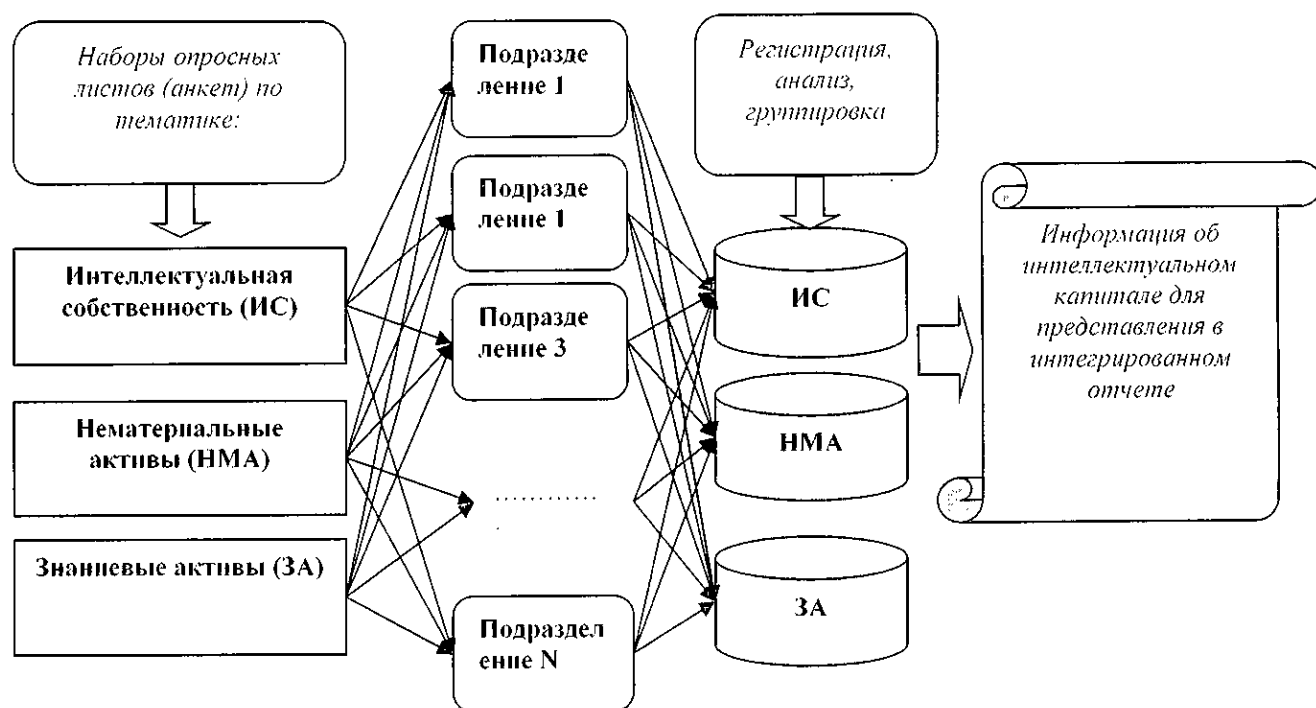 Наборы опросных
листов (анкет) по
тематике:
Интеллектуальная
собственность (ИС)
Нематериальные
активы (НМА)
Знаниевые активы (ЗА)
Подразде
ление 1
Подразде
ление 1
Подразде
ление 3
............
Подраздел
ение N
Регистрация,
анализ,
группировка
ИС
НМА
ЗА
Информация об
интеллектуальном
капитале для
представления в
интегрированном
отчете